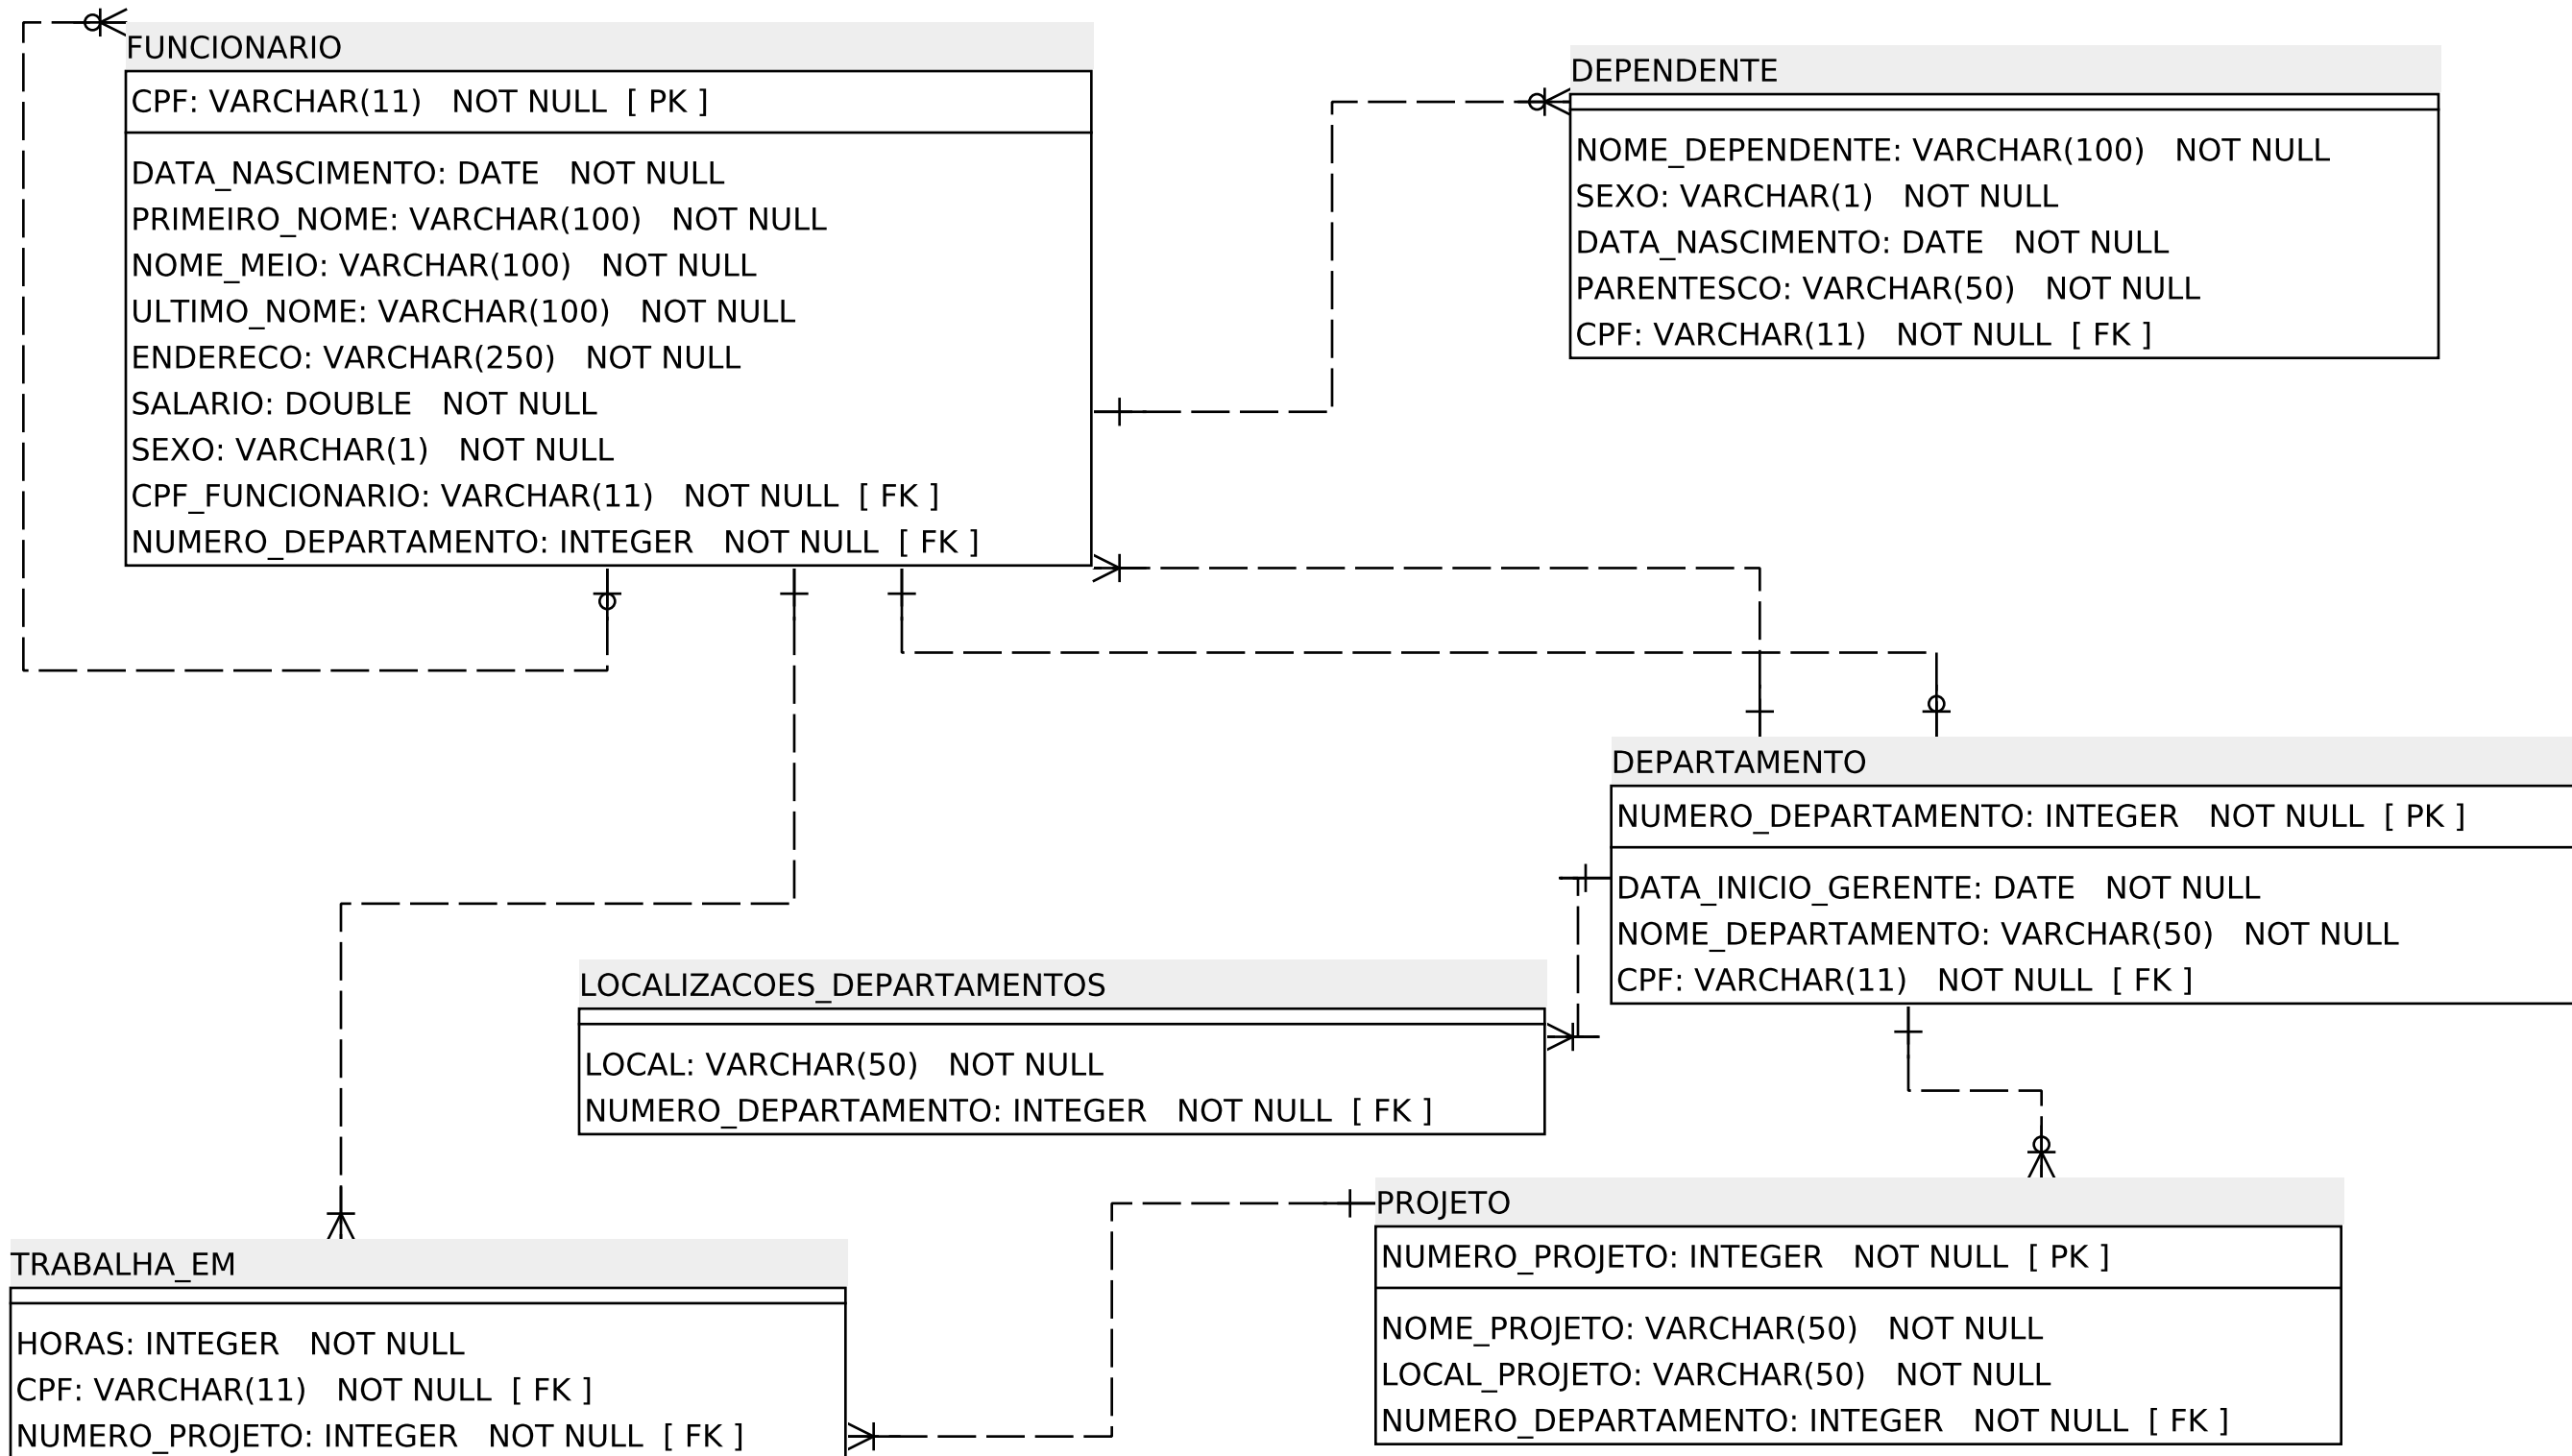 FUNCIONARIO
CPF: VARCHAR(11) NOT NULL [ PK ]
DATA_NASCIMENTO: DATE NOT NULL
PRIMEIRO_NOME: VARCHAR(100) NOT NULL
NOME_MEIO: VARCHAR(100) NOT NULL
ULTIMO_NOME: VARCHAR(100) NOT NULL
ENDERECO: VARCHAR(250) NOT NULL
SALARIO: DOUBLE NOT NULL
SEXO: VARCHAR(1) NOT NULL
CPF_FUNCIONARIO: VARCHAR(11) NOT NULL [ FK ]
NUMERO_DEPARTAMENTO: INTEGER NOT NULL [ FK ]
DEPENDENTE
NOME_DEPENDENTE: VARCHAR(100) NOT NULL
SEXO: VARCHAR(1) NOT NULL
DATA_NASCIMENTO: DATE NOT NULL
PARENTESCO: VARCHAR(50) NOT NULL
CPF: VARCHAR(11) NOT NULL [ FK ]
DEPARTAMENTO
NUMERO_DEPARTAMENTO: INTEGER NOT NULL [ PK ]
DATA_INICIO_GERENTE: DATE NOT NULL
NOME_DEPARTAMENTO: VARCHAR(50) NOT NULL
CPF: VARCHAR(11) NOT NULL [ FK ]
LOCALIZACOES_DEPARTAMENTOS
LOCAL: VARCHAR(50) NOT NULL
NUMERO_DEPARTAMENTO: INTEGER NOT NULL [ FK ]
PROJETO
NUMERO_PROJETO: INTEGER NOT NULL [ PK ]
NOME_PROJETO: VARCHAR(50) NOT NULL
LOCAL_PROJETO: VARCHAR(50) NOT NULL
NUMERO_DEPARTAMENTO: INTEGER NOT NULL [ FK ]
TRABALHA_EM
HORAS: INTEGER NOT NULL
CPF: VARCHAR(11) NOT NULL [ FK ]
NUMERO_PROJETO: INTEGER NOT NULL [ FK ]